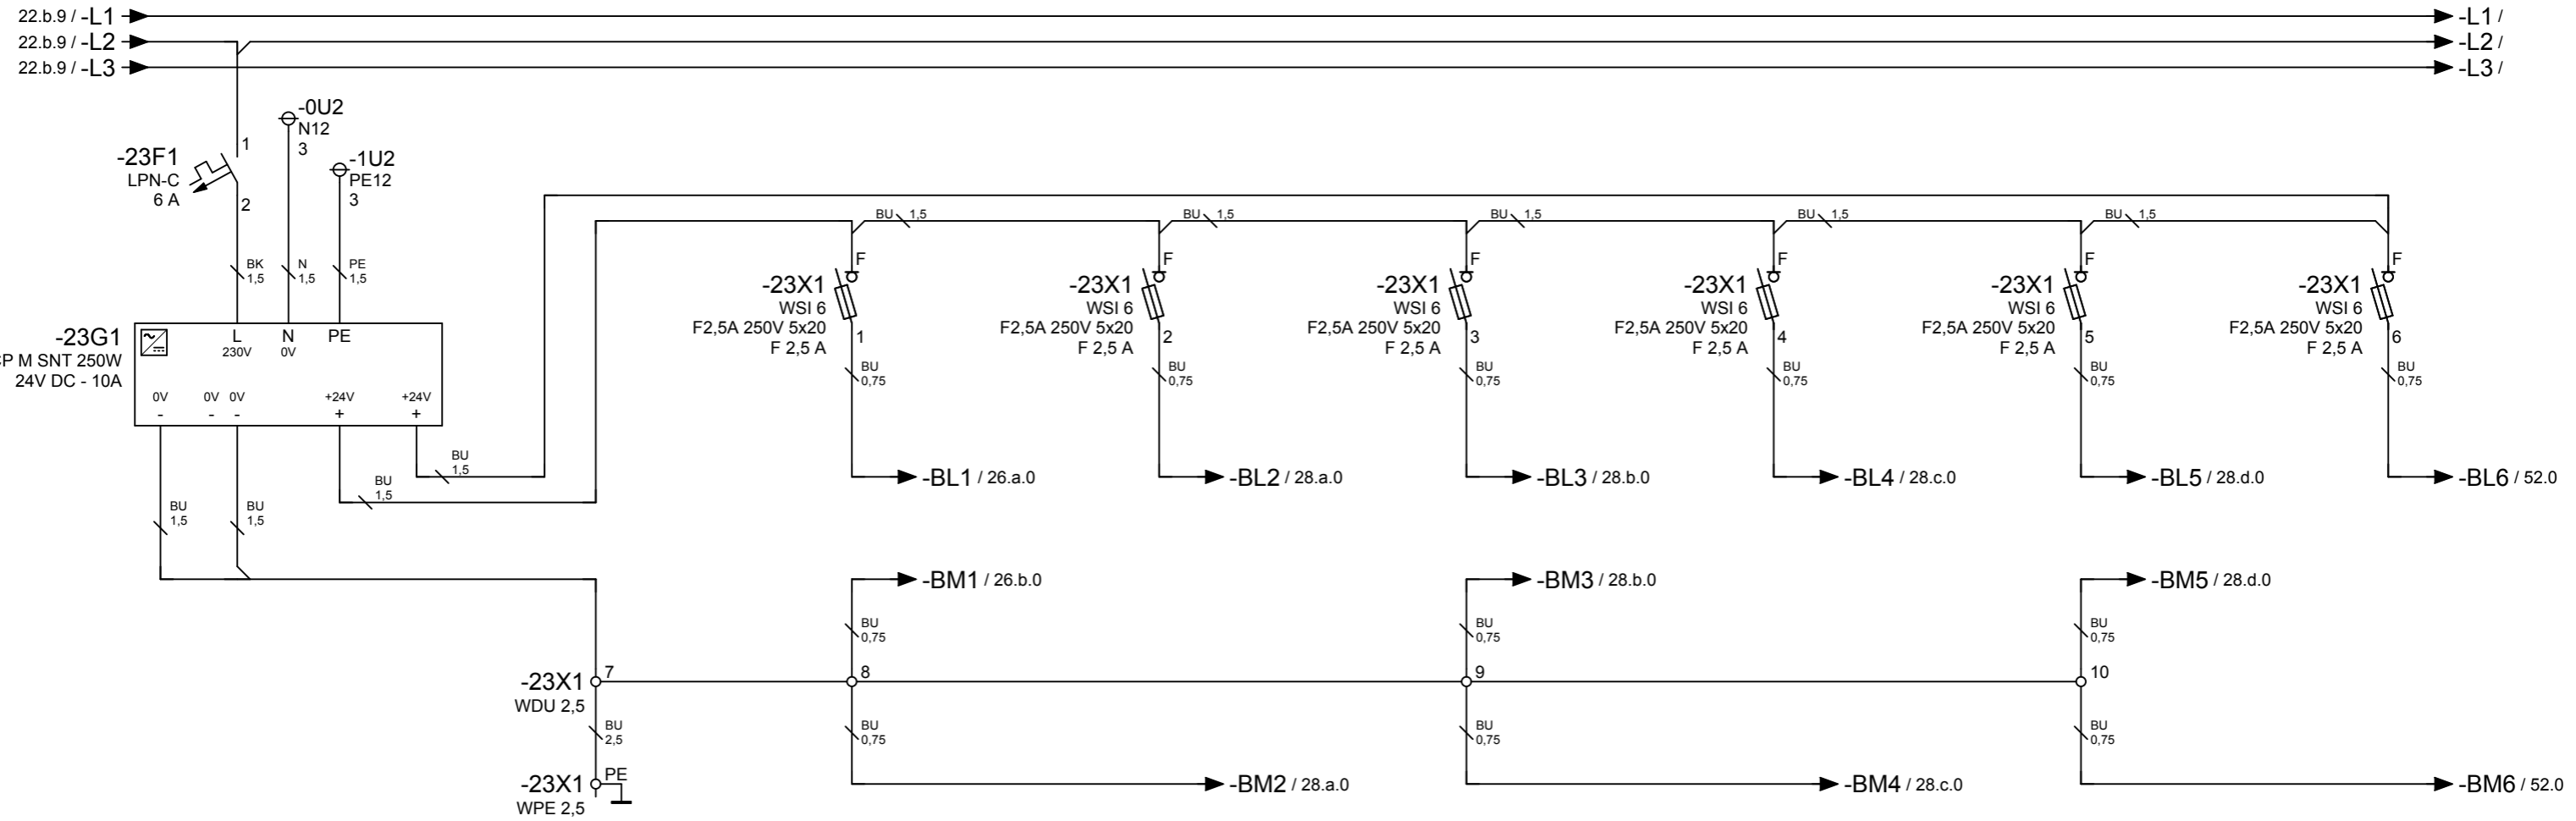 22.b.9 / -L1
-L1 /
22.b.9 / -L2
-L2 /
22.b.9 / -L3
-L3 /
-0U2
N12
3
-1U2
PE12
3
-23F1
LPN-C
6 A
1
2
BK
1,5
N
1,5
PE
1,5
-23G1
P M SNT 250W
24V DC - 10A
L
230V
N
0V
PE
0V
-
0V
-
0V
-
+24V
+
+24V
+
BU
1,5
BU
1,5
BU
1,5
BU
1,5
BU 1,5
BU 1,5
BU 1,5
BU 1,5
BU 1,5
F
-23X1
WSI 6
F2,5A 250V 5x20
F 2,5 A
1
BU
0,75
-BL1 / 26.a.0
F
-23X1
WSI 6
F2,5A 250V 5x20
F 2,5 A
2
BU
0,75
-BL2 / 28.a.0
F
-23X1
WSI 6
F2,5A 250V 5x20
F 2,5 A
3
BU
0,75
-BL3 / 28.b.0
F
-23X1
WSI 6
F2,5A 250V 5x20
F 2,5 A
4
BU
0,75
-BL4 / 28.c.0
F
-23X1
WSI 6
F2,5A 250V 5x20
F 2,5 A
5
BU
0,75
-BL5 / 28.d.0
F
-23X1
WSI 6
F2,5A 250V 5x20
F 2,5 A
6
BU
0,75
-BL6 / 52.0
-BM1 / 26.b.0
BU
0,75
-BM3 / 28.b.0
BU
0,75
-BM5 / 28.d.0
BU
0,75
-23X1
WDU 2,5
7
8
9
10
BU
2,5
BU
0,75
BU
0,75
BU
0,75
-23X1
WPE 2,5
PE
-BM2 / 28.a.0
-BM4 / 28.c.0
-BM6 / 52.0